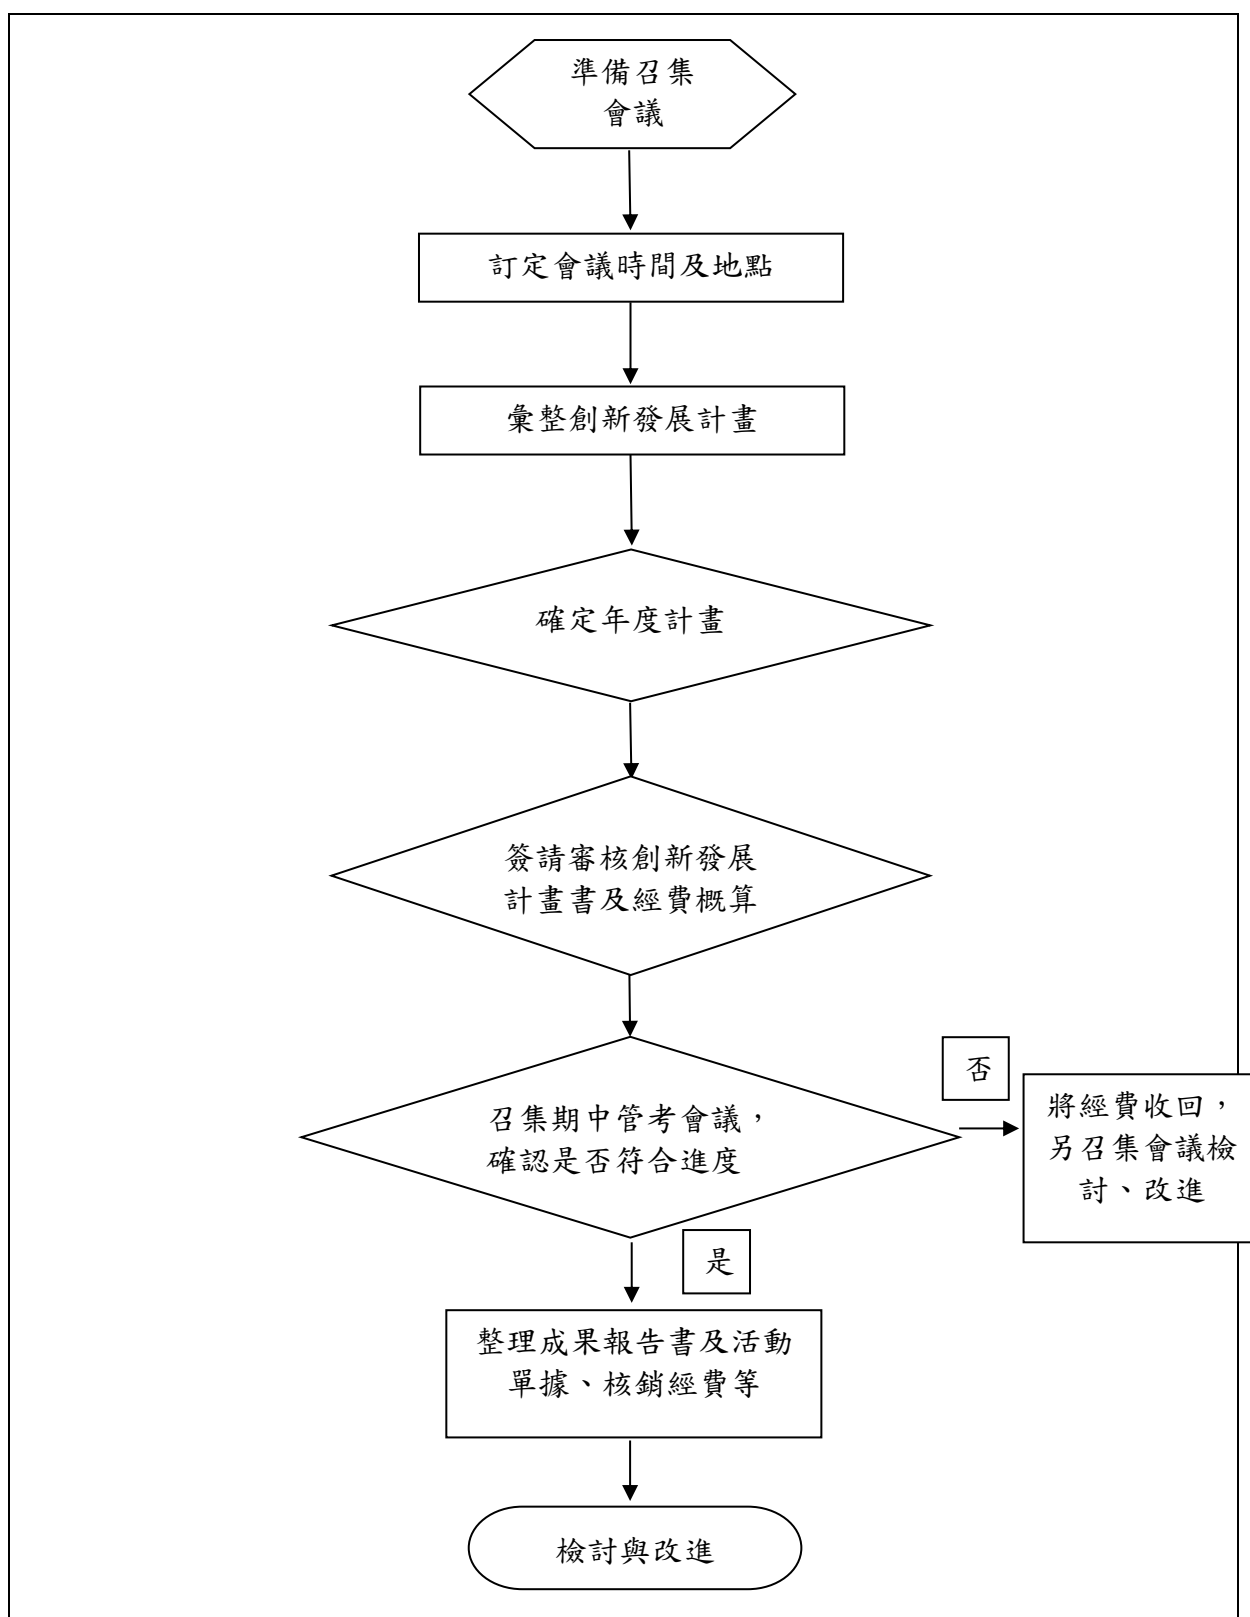 準備召集
會議
訂定會議時間及地點
彙整創新發展計畫
確定年度計畫
簽請審核創新發展
計畫書及經費概算
召集期中管考會議，
確認是否符合進度
否
將經費收回，
另召集會議檢
討、改進
是
整理成果報告書及活動
單據、核銷經費等
檢討與改進